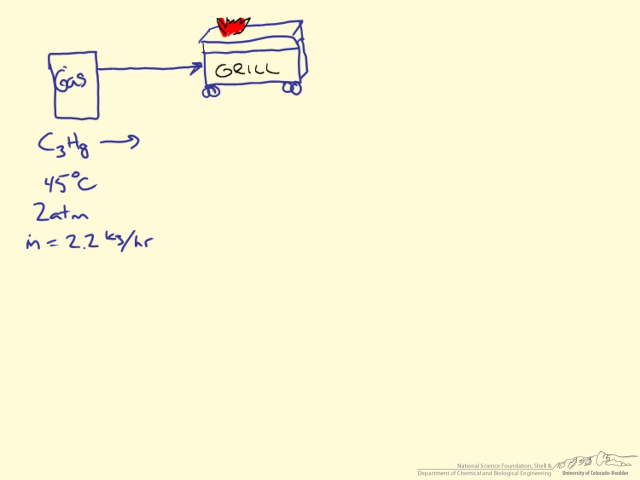 Gas
GRILL
C₃H₈ →
45°C
2atm
ṁ = 2.2 kg/hr
National Science Foundation, Shell &
Department of Chemical and Biological Engineering
University of Colorado-Boulder